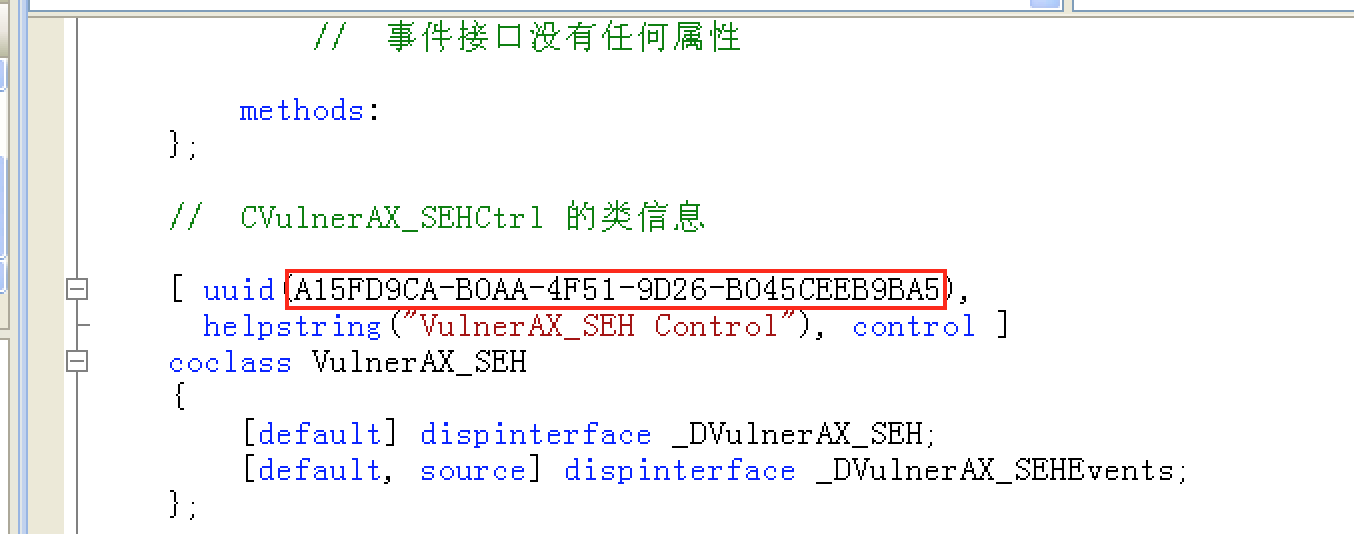 // 事件接口没有任何属性
methods:
};
// CVulnerAX_SEHCtrl 的类信息
[ uuid(A15FD9CA-B0AA-4F51-9D26-B045CEEB9BA5),
helpstring("VulnerAX_SEH Control"), control ]
coclass VulnerAX_SEH
{
[default] dispinterface _DVulnerAX_SEH;
[default, source] dispinterface _DVulnerAX_SEHEvents;
};